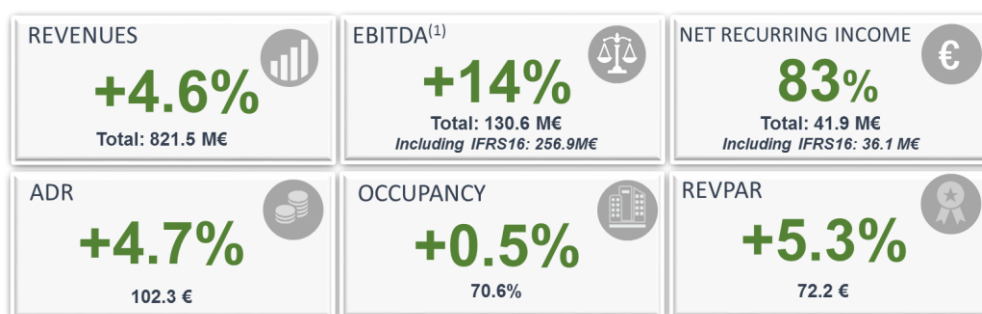 REVENUES
+4.6%
Total: 821.5 M€
EBITDA(1)
+14%
Total: 130.6 M€
Including IFRS16: 256.9M€
NET RECURRING INCOME
€
83%
Total: 41.9 M€
Including IFRS16: 36.1 M€
ADR
+4.7%
102.3 €
OCCUPANCY
+0.5%
70.6%
REVPAR
+5.3%
72.2 €